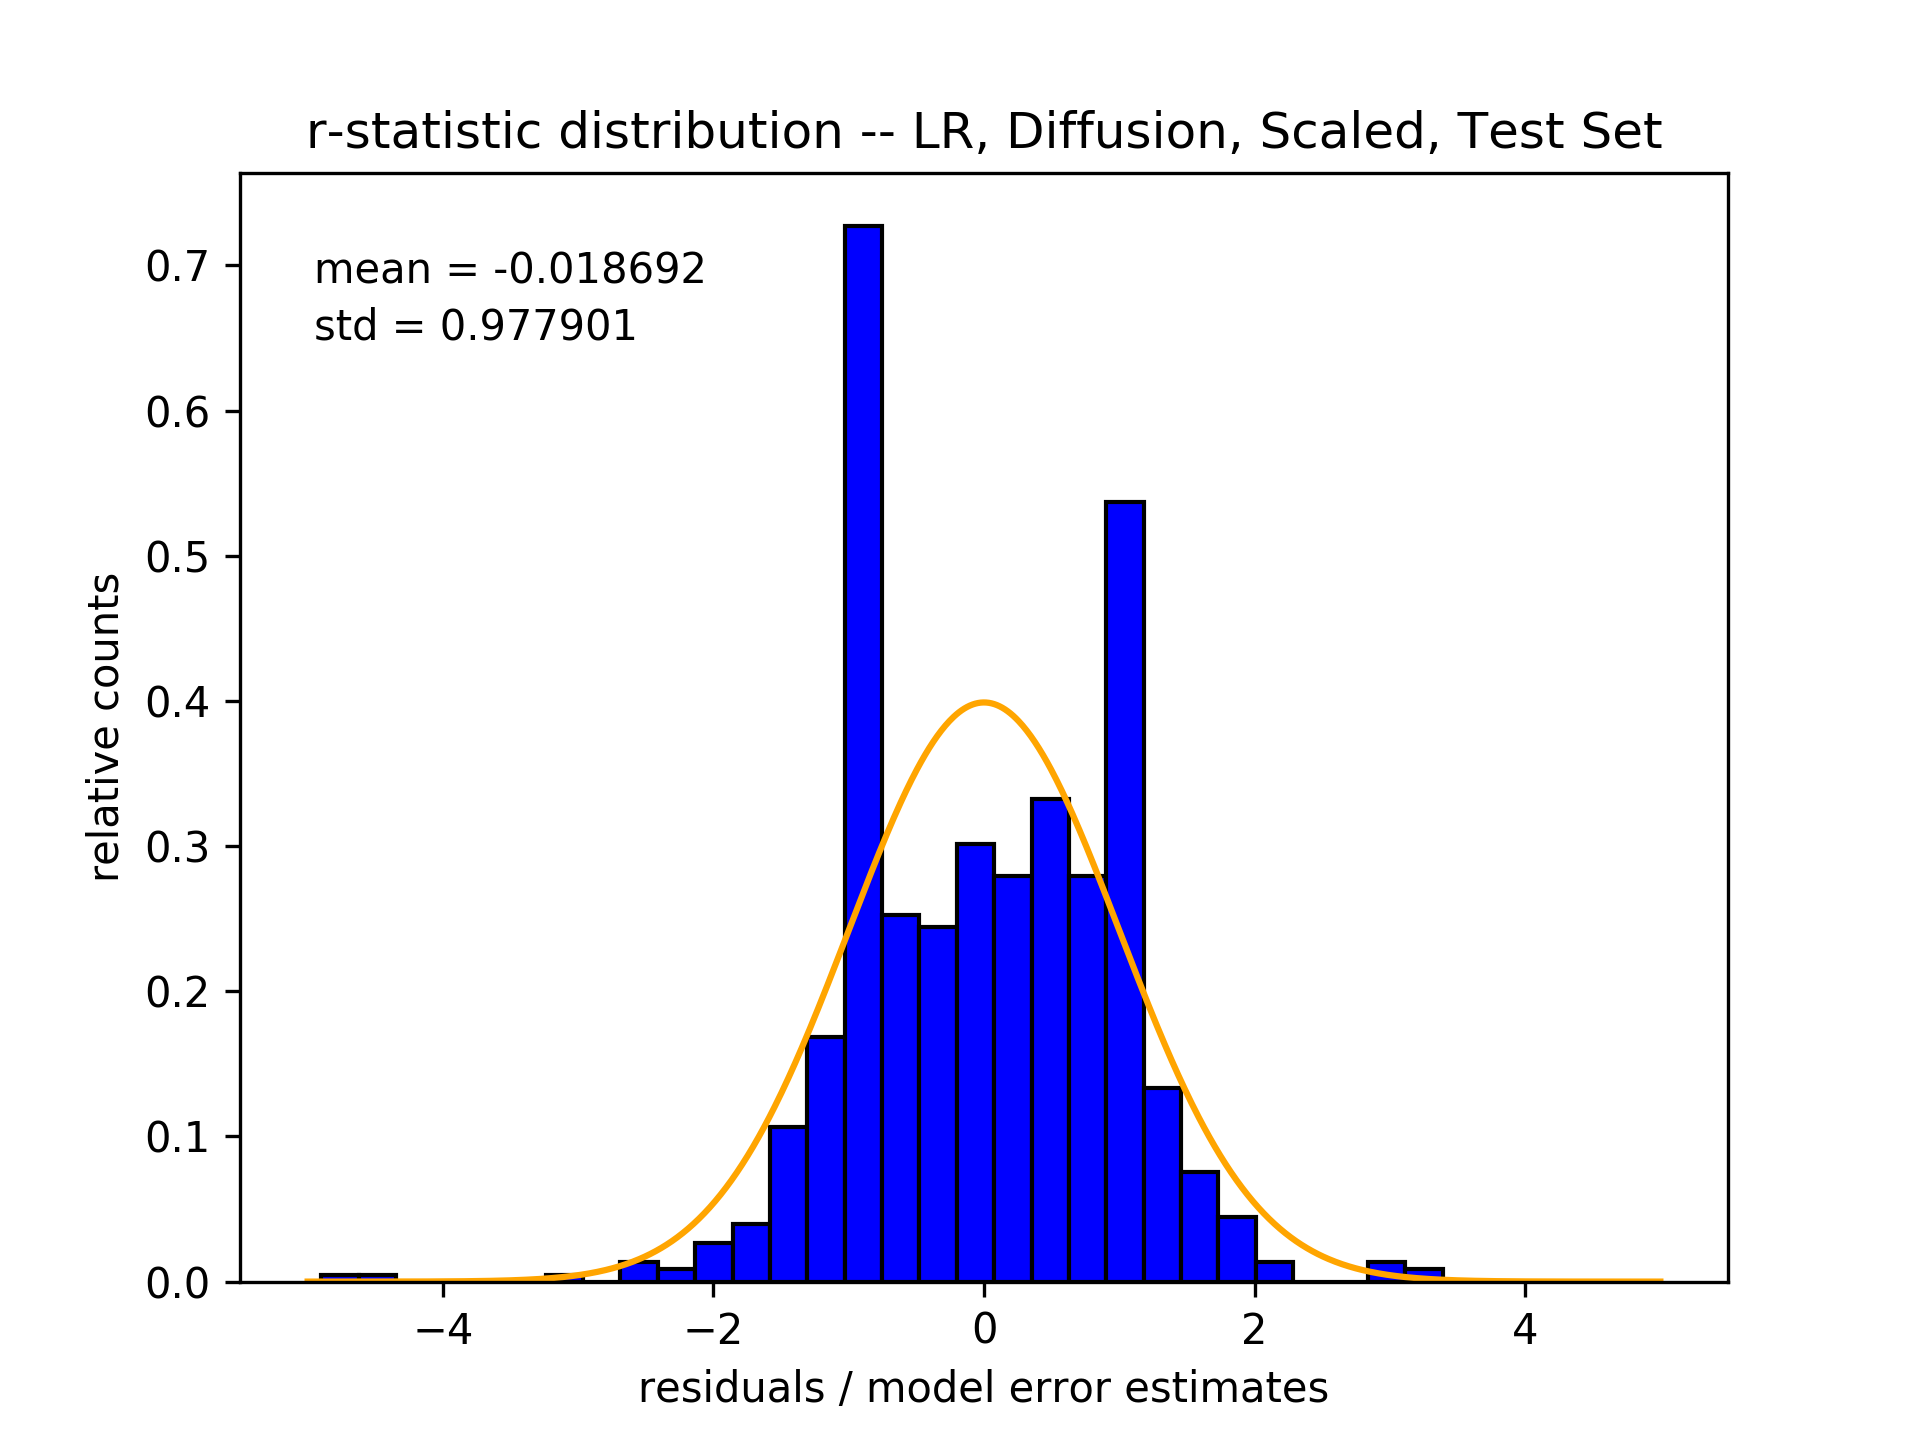 r-statistic distribution -- LR, Diffusion, Scaled, Test Set
mean = -0.018692
std = 0.977901
relative counts
0.7
0.6
0.5
0.4
0.3
0.2
0.1
0.0
−4 −2 0 2 4
residuals / model error estimates